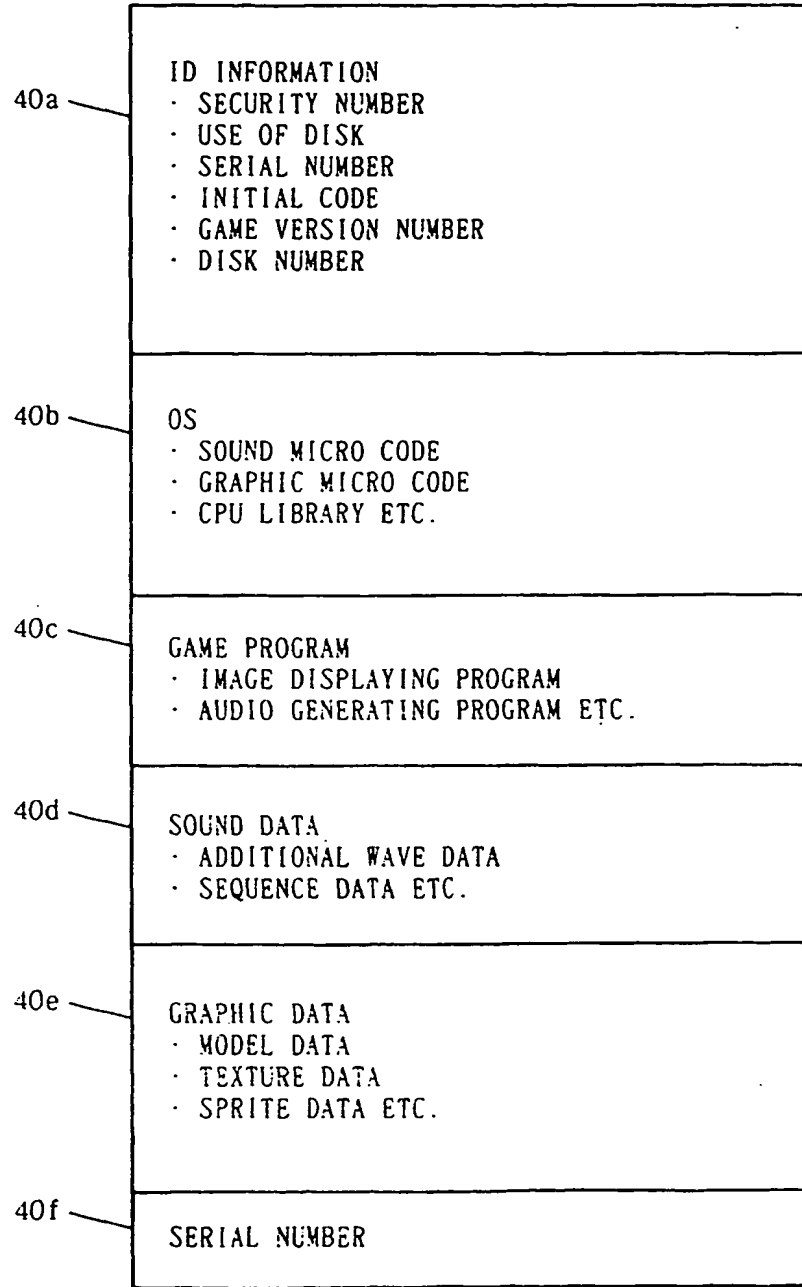 40a
ID INFORMATION
· SECURITY NUMBER
· USE OF DISK
· SERIAL NUMBER
· INITIAL CODE
· GAME VERSION NUMBER
· DISK NUMBER
40b
OS
· SOUND MICRO CODE
· GRAPHIC MICRO CODE
· CPU LIBRARY ETC.
40c
GAME PROGRAM
· IMAGE DISPLAYING PROGRAM
· AUDIO GENERATING PROGRAM ETC.
40d
SOUND DATA
· ADDITIONAL WAVE DATA
· SEQUENCE DATA ETC.
40e
GRAPHIC DATA
· MODEL DATA
· TEXTURE DATA
· SPRITE DATA ETC.
40f
SERIAL NUMBER